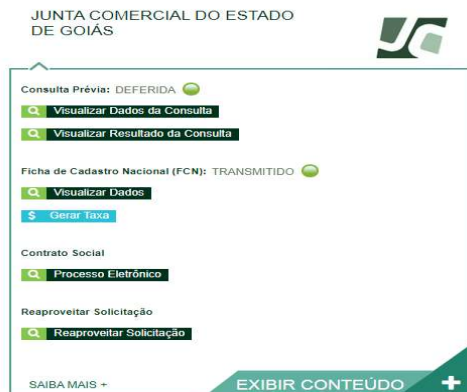 JUNTA COMERCIAL DO ESTADO
DE GOIÁS
JC
Consulta Prévia: DEFERIDA
Visualizar Dados da Consulta
Visualizar Resultado da Consulta
Ficha de Cadastro Nacional (FCN): TRANSMITIDO
Visualizar Dados
$ Gerar Taxa
Contrato Social
Processo Eletrônico
Reaproveitar Solicitação
Reaproveitar Solicitação
SAIBA MAIS +
EXIBIR CONTEÚDO +